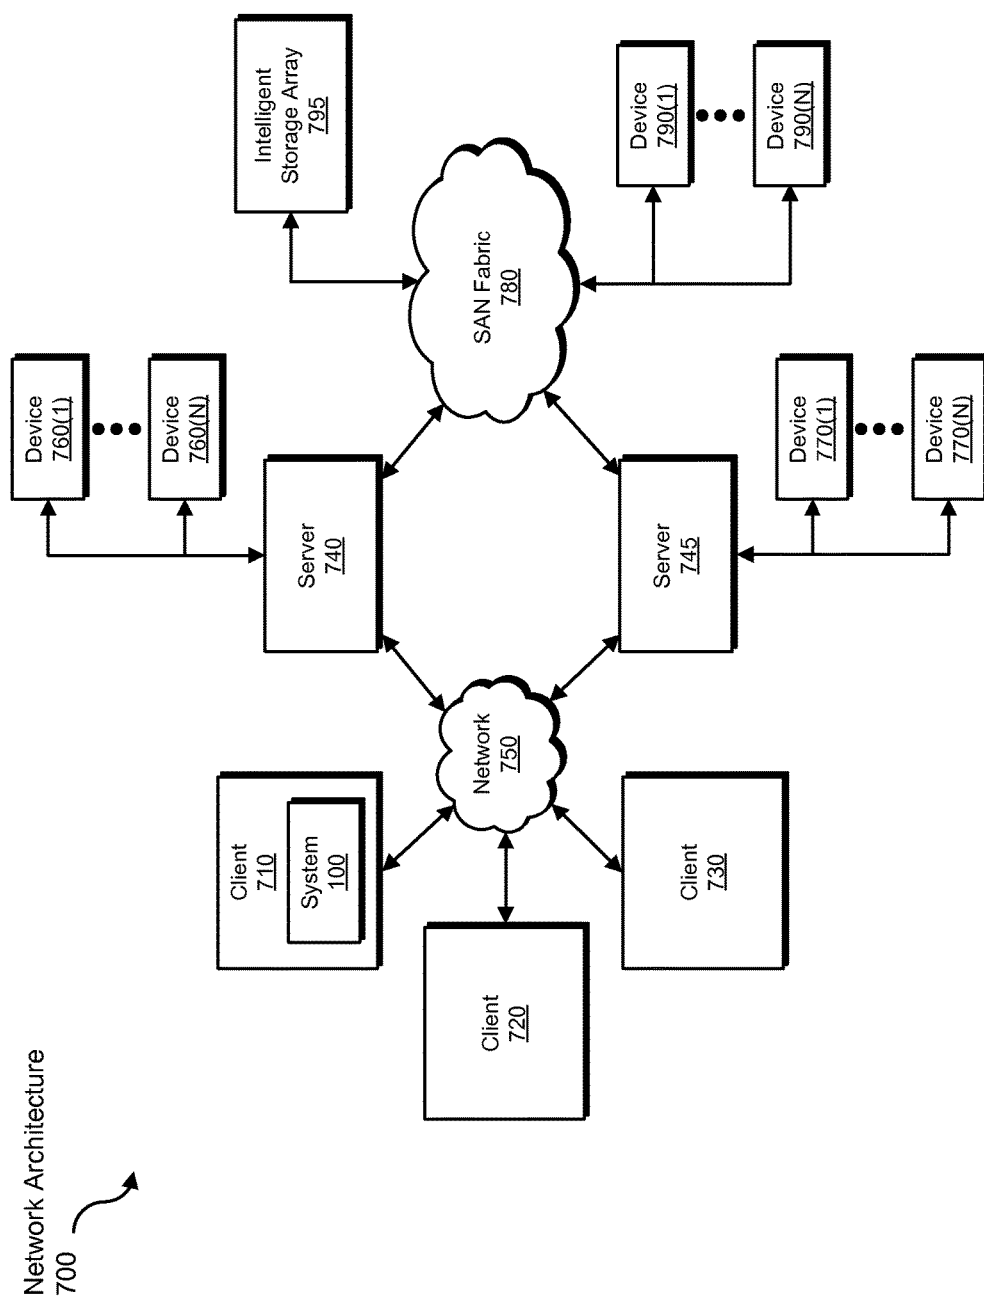 Network Architecture
700
Client
710
System
100
Client
720
Client
730
Network
750
Server
740
Server
745
Device
760(1)
Device
760(N)
Device
770(1)
Device
770(N)
SAN Fabric
780
Intelligent
Storage Array
795
Device
790(1)
Device
790(N)